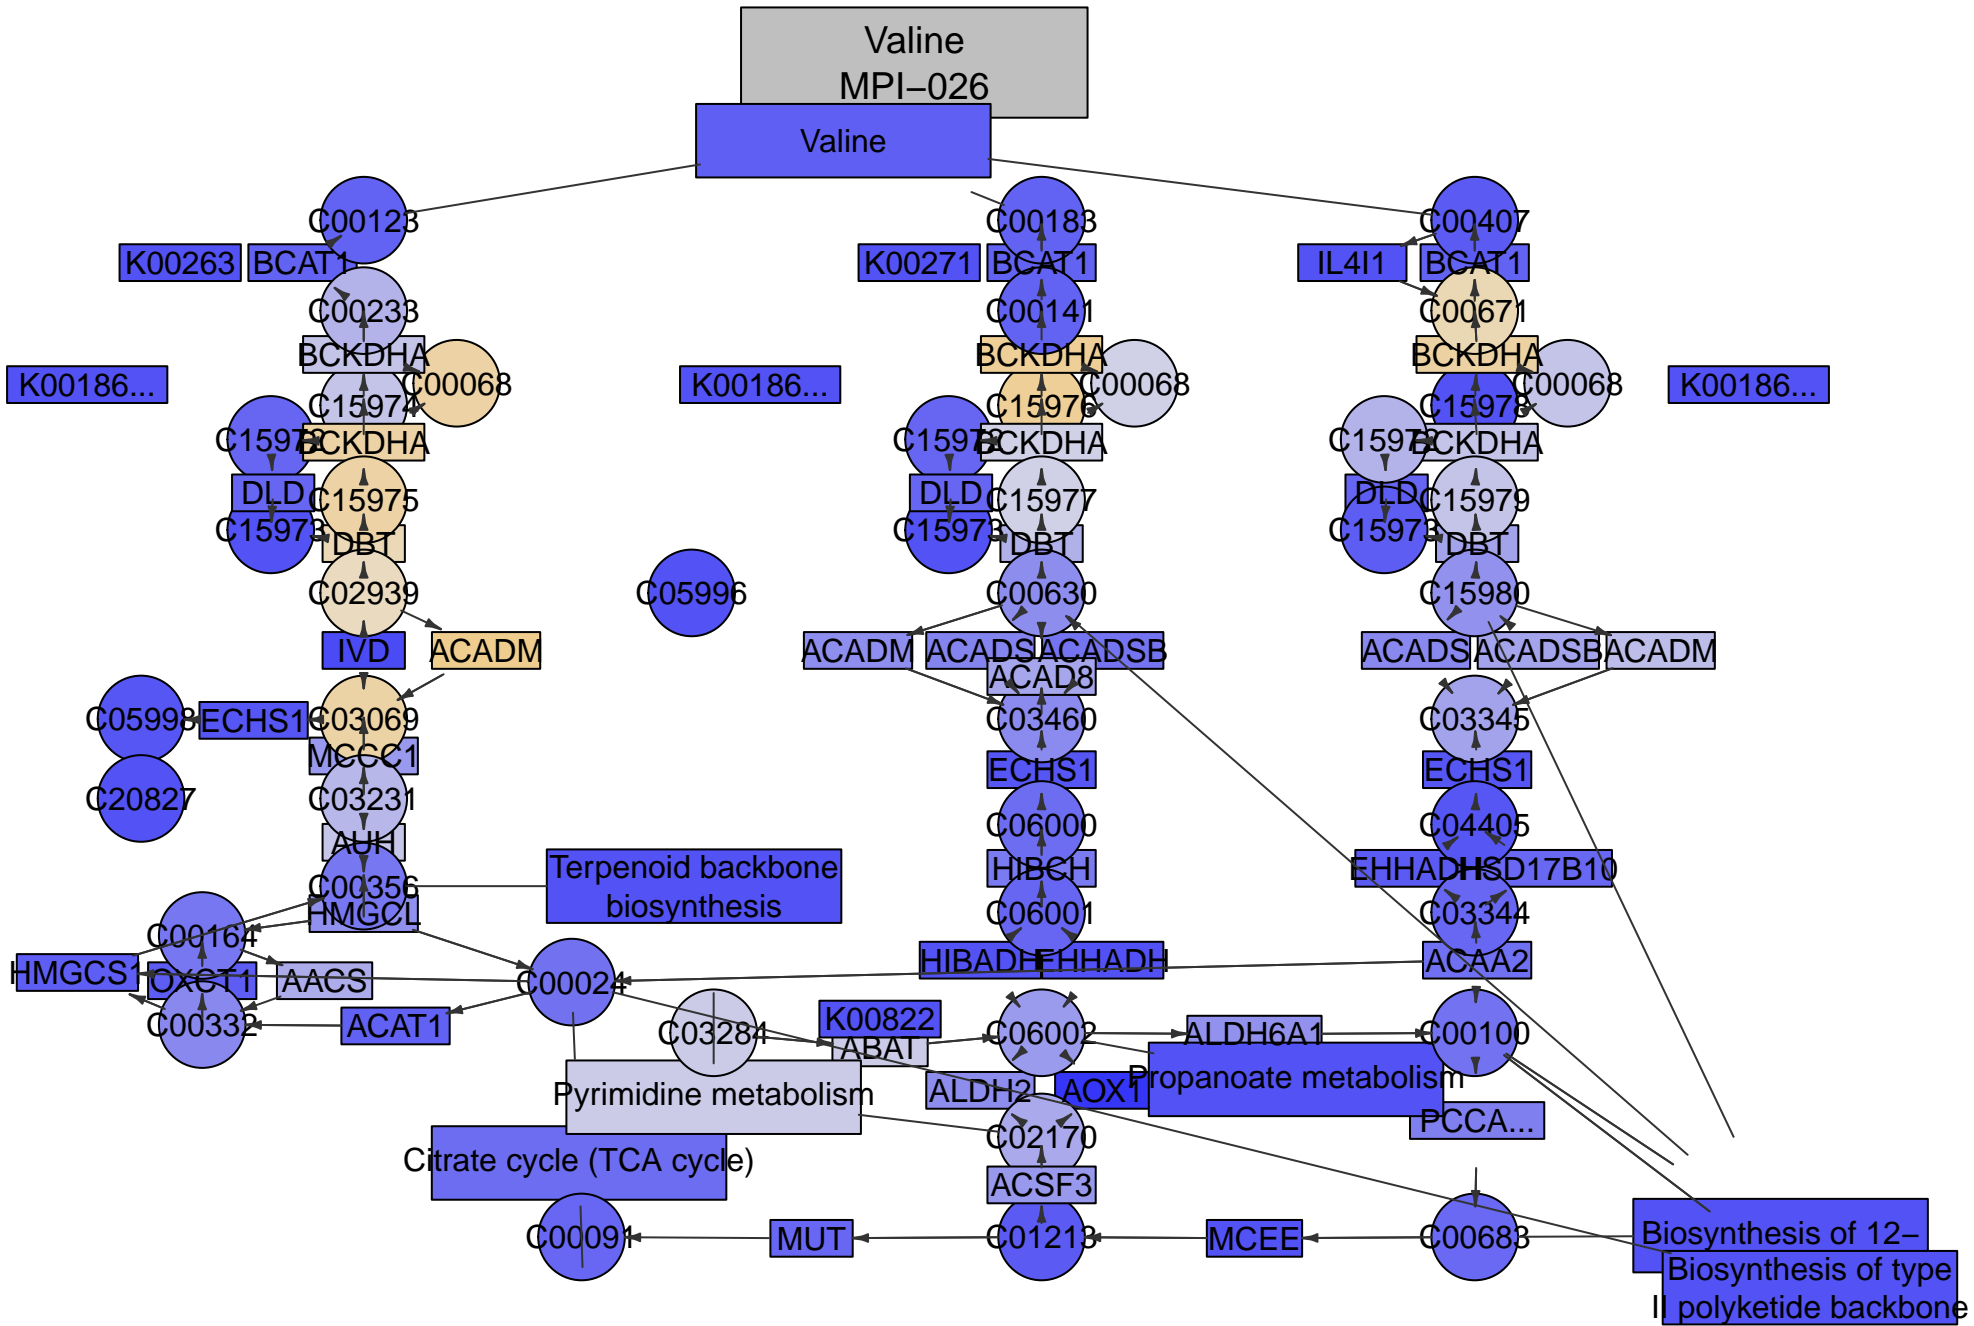 Valine
MPI−026
Valine
C00123
C00183
C00407
K00263
BCAT1
K00271
BCAT1
IL4I1
BCAT1
C00233
C00141
C00671
BCKDHA
BCKDHA
BCKDHA
K00186...
C00068
K00186...
C00068
C00068
K00186...
C15974
C15976
C15978
C15972
BCKDHA
C15972
BCKDHA
C15972
BCKDHA
DLD
C15975
DLD
C15977
DLD
C15979
C15973
DBT
C15973
DBT
C15973
DBT
C02939
C05996
C00630
C15980
IVD
ACADM
ACADM
ACADS
ACADSB
ACADS
ACADSB
ACADM
ACAD8
C05998
ECHS1
C03069
C03460
C03345
MCCC1
ECHS1
ECHS1
C20827
C03231
C06000
C04405
AUH
HIBCH
EHHADH
HSD17B10
Terpenoid backbone
biosynthesis
C00356
HMGCL
C06001
C03344
C00164
HMGCS1
OXCT1
AACS
C00024
HIBADH
EHHADH
ACAA2
C00332
ACAT1
C03284
K00822
ABAT
C06002
ALDH6A1
C00100
Pyrimidine metabolism
ALDH2
AOX1
Propanoate metabolism
PCCA...
C02170
Citrate cycle (TCA cycle)
ACSF3
C00091
MUT
C01213
MCEE
C00683
Biosynthesis of 12−
Biosynthesis of type
II polyketide backbone